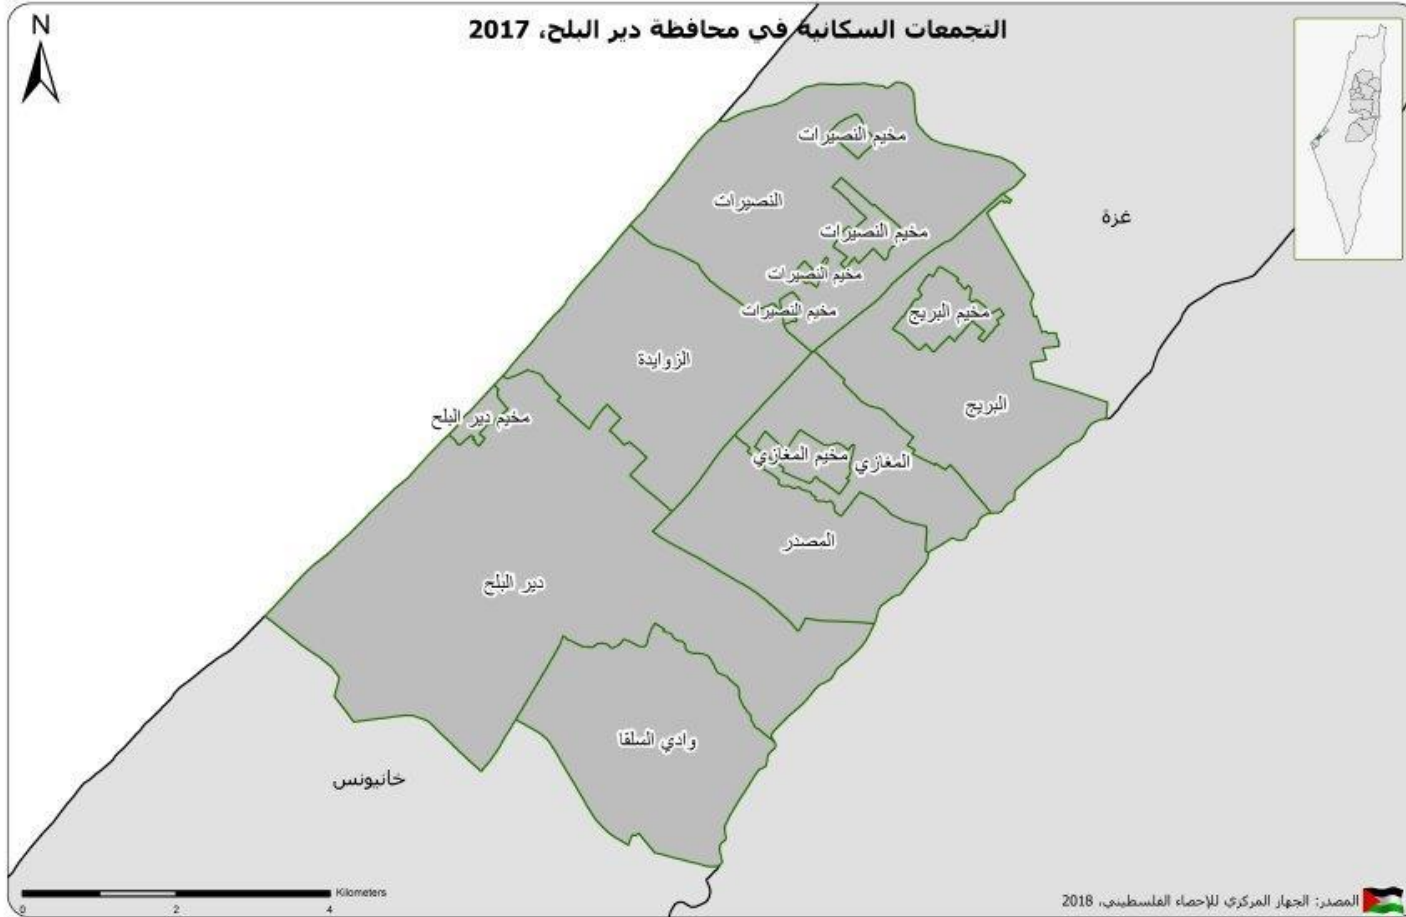 التجمعات السكانية في محافظة دير البلح، 2017
N
مخيم النصيرات
النصيرات
غزة
مخيم النصيرات
مخيم النصيرات
مخيم النصيرات
مخيم البريج
الزوايدة
البريج
مخيم دير البلح
مخيم المغازي
المغازي
المصدر
دير البلح
وادي السلقا
خانيونس
Kilometers
0 2 4
المصدر: الجهاز المركزي للإحصاء الفلسطيني، 2018